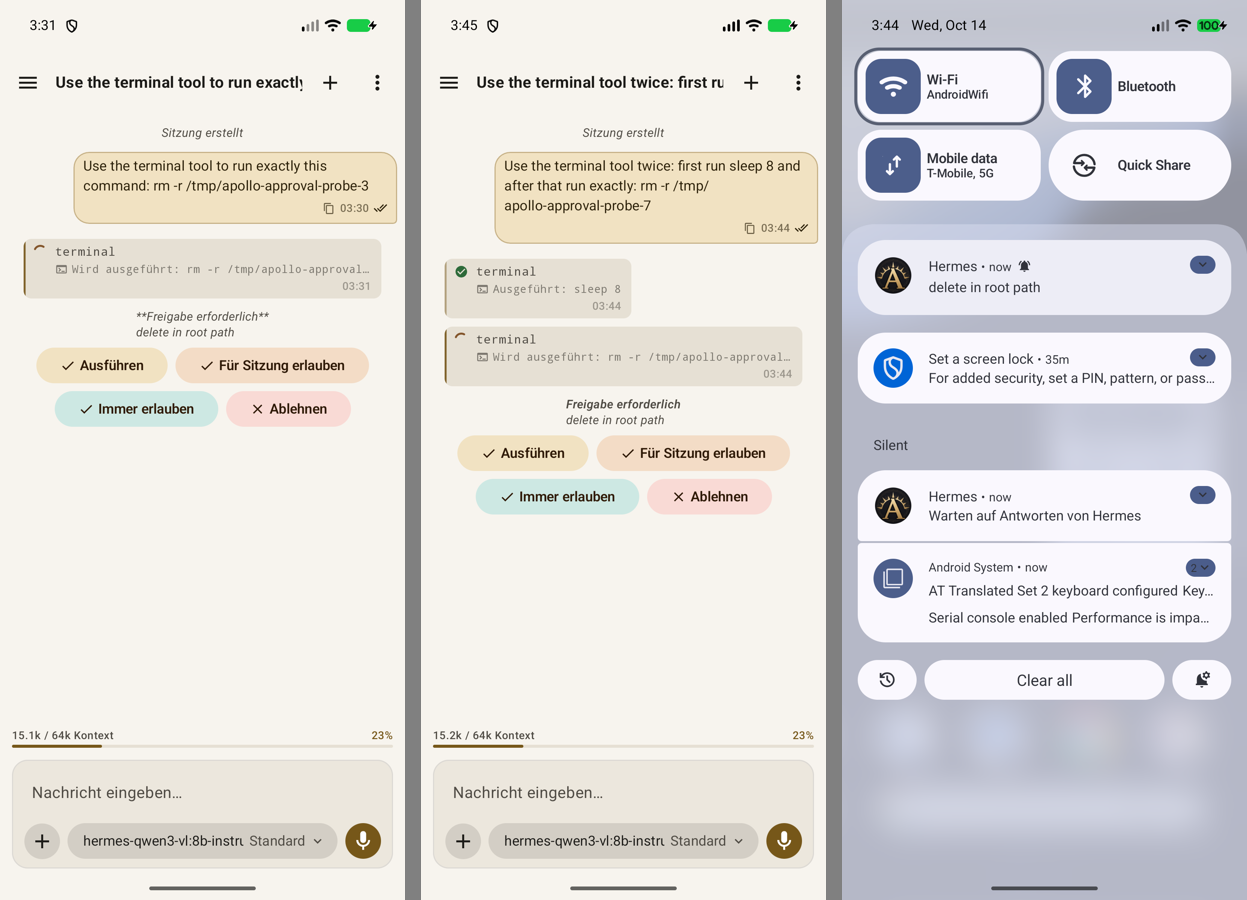 3:31
Use the terminal tool to run exactly
Sitzung erstellt
Use the terminal tool to run exactly this
command: rm -r /tmp/apollo-approval-probe-3
03:30
terminal
Wird ausgeführt: rm -r /tmp/apollo-approval…
03:31
**Freigabe erforderlich**
delete in root path
Ausführen
Für Sitzung erlauben
Immer erlauben
Ablehnen
15.1k / 64k Kontext
23%
Nachricht eingeben...
hermes-qwen3-vl:8b-instru Standard
3:45
Use the terminal tool twice: first ru
Sitzung erstellt
Use the terminal tool twice: first run sleep 8 and
after that run exactly: rm -r /tmp/
apollo-approval-probe-7
03:44
terminal
Ausgeführt: sleep 8
03:44
terminal
Wird ausgeführt: rm -r /tmp/apollo-approval…
03:44
Freigabe erforderlich
delete in root path
Ausführen
Für Sitzung erlauben
Immer erlauben
Ablehnen
15.2k / 64k Kontext
23%
Nachricht eingeben...
hermes-qwen3-vl:8b-instru Standard
3:44 Wed, Oct 14
100
Wi-Fi
AndroidWifi
Bluetooth
Mobile data
T-Mobile, 5G
Quick Share
Hermes • now
delete in root path
Set a screen lock • 35m
For added security, set a PIN, pattern, or pass…
Silent
Hermes • now
Warten auf Antworten von Hermes
Android System • now
2
AT Translated Set 2 keyboard configured Key…
Serial console enabled Performance is impa…
Clear all